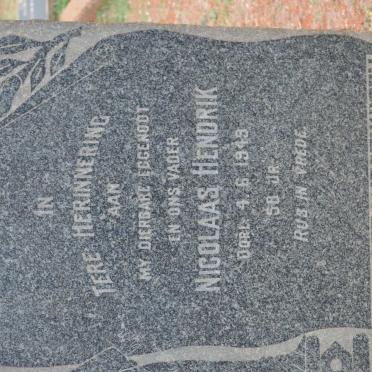 IN
TERE HERINNERING
AAN
MY DIERBARE EGGENOOT
EN ONS VADER
NICOLAAS HENDRIK
OORL. 4. 6. 1949
58 JR.
RUS IN VREDE